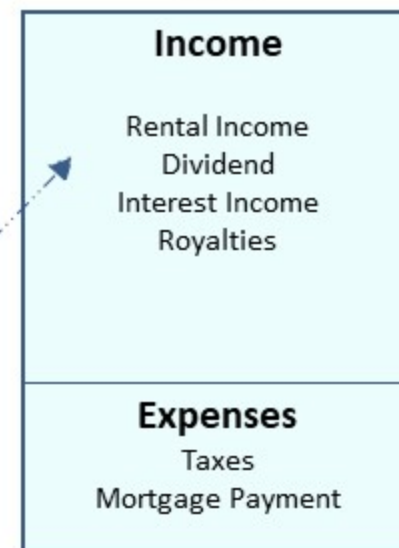 Income
Rental Income
Dividend
Interest Income
Royalties
Expenses
Taxes
Mortgage Payment